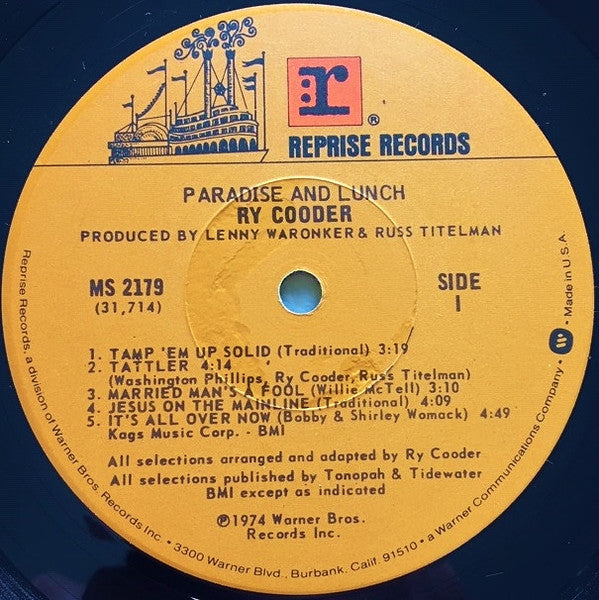 r ®
REPRISE RECORDS
PARADISE AND LUNCH
RY COODER
PRODUCED BY LENNY WARONKER & RUSS TITELMAN
MS 2179
(31,714)
SIDE
1
1. TAMP 'EM UP SOLID (Traditional) 3:19
2. TATTLER 4:14
(Washington Phillips, Ry Cooder, Russ Titelman)
3. MARRIED MAN'S A FOOL (Willie McTell) 3:10
4. JESUS ON THE MAINLINE (Traditional) 4:09
5. IT'S ALL OVER NOW (Bobby & Shirley Womack) 4:49
Kags Music Corp. - BMI
All selections arranged and adapted by Ry Cooder
All selections published by Tonopah & Tidewater
BMI except as indicated
℗1974 Warner Bros.
Records Inc.
Reprise Records, a division of Warner Bros. Records Inc. • 3300 Warner Blvd., Burbank, Calif. 91510 • a Warner Communications Company • W • Made in U.S.A.